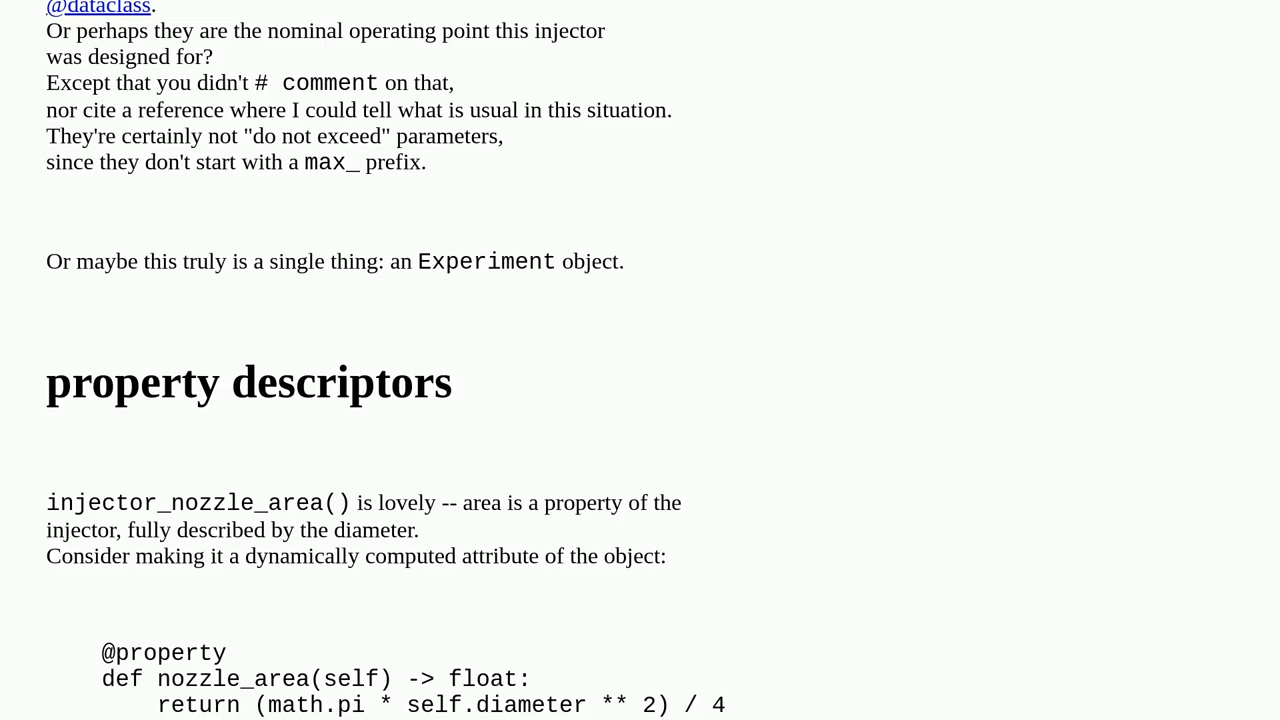 @dataclass.
Or perhaps they are the nominal operating point this injector
was designed for?
Except that you didn't # comment on that,
nor cite a reference where I could tell what is usual in this situation.
They're certainly not "do not exceed" parameters,
since they don't start with a max_ prefix.
Or maybe this truly is a single thing: an Experiment object.
property descriptors
injector_nozzle_area() is lovely -- area is a property of the
injector, fully described by the diameter.
Consider making it a dynamically computed attribute of the object:
@property
def nozzle_area(self) -> float:
    return (math.pi * self.diameter ** 2) / 4